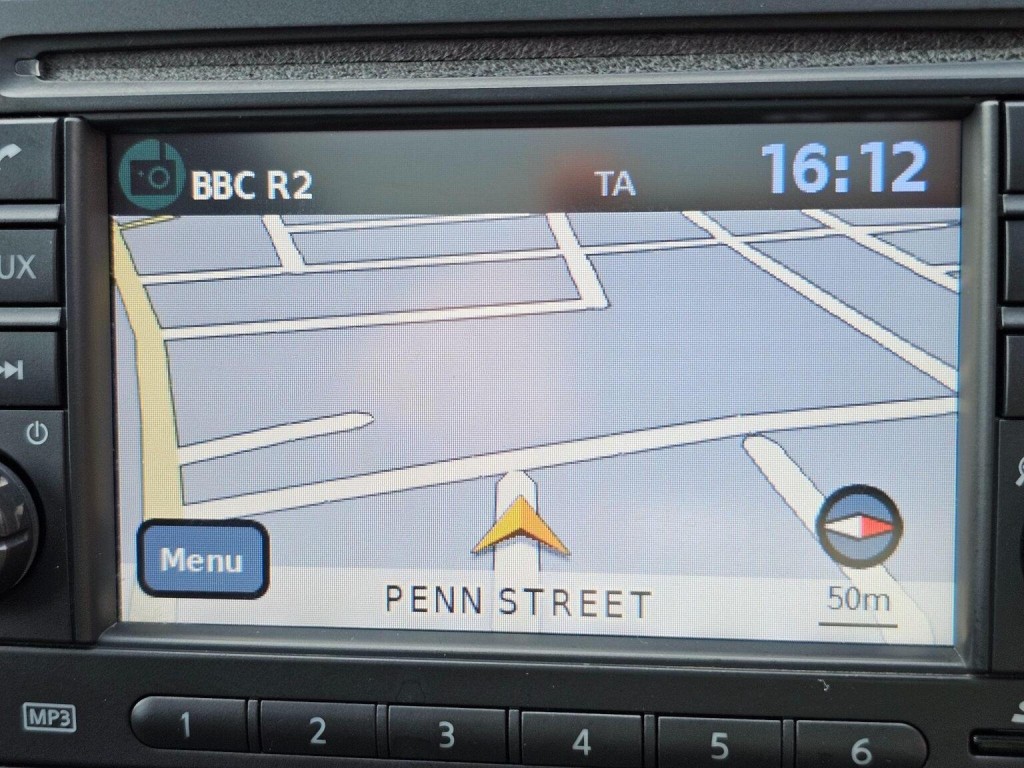 BBC R2 TA 16:12
UX
Menu
PENN STREET
50m
MP3 1 2 3 4 5 6